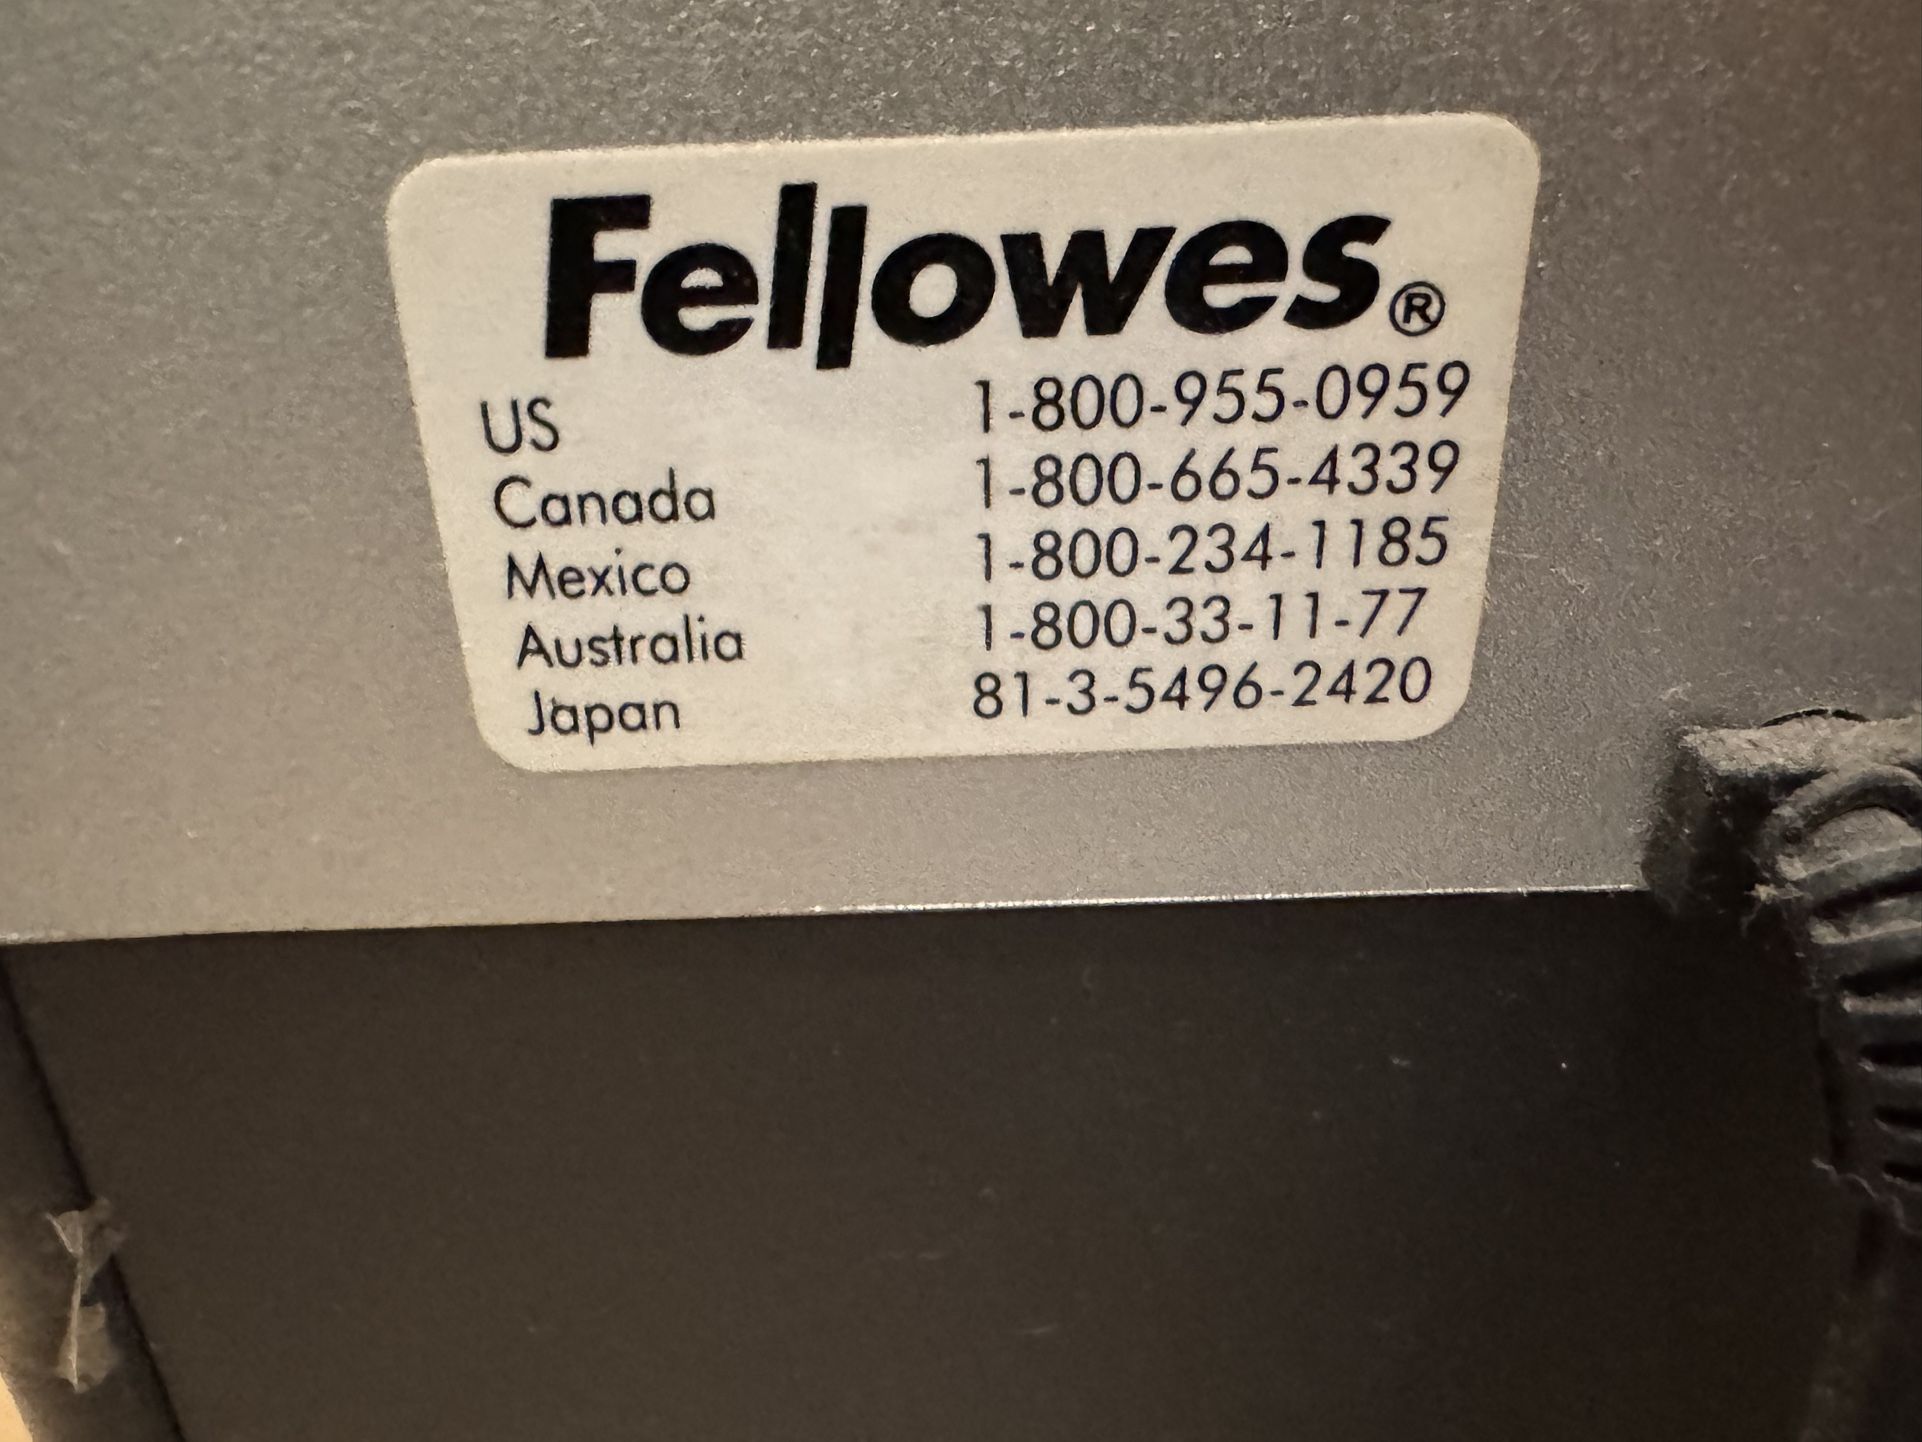 Fellowes®
US 1-800-955-0959
Canada 1-800-665-4339
Mexico 1-800-234-1185
Australia 1-800-33-11-77
Japan 81-3-5496-2420